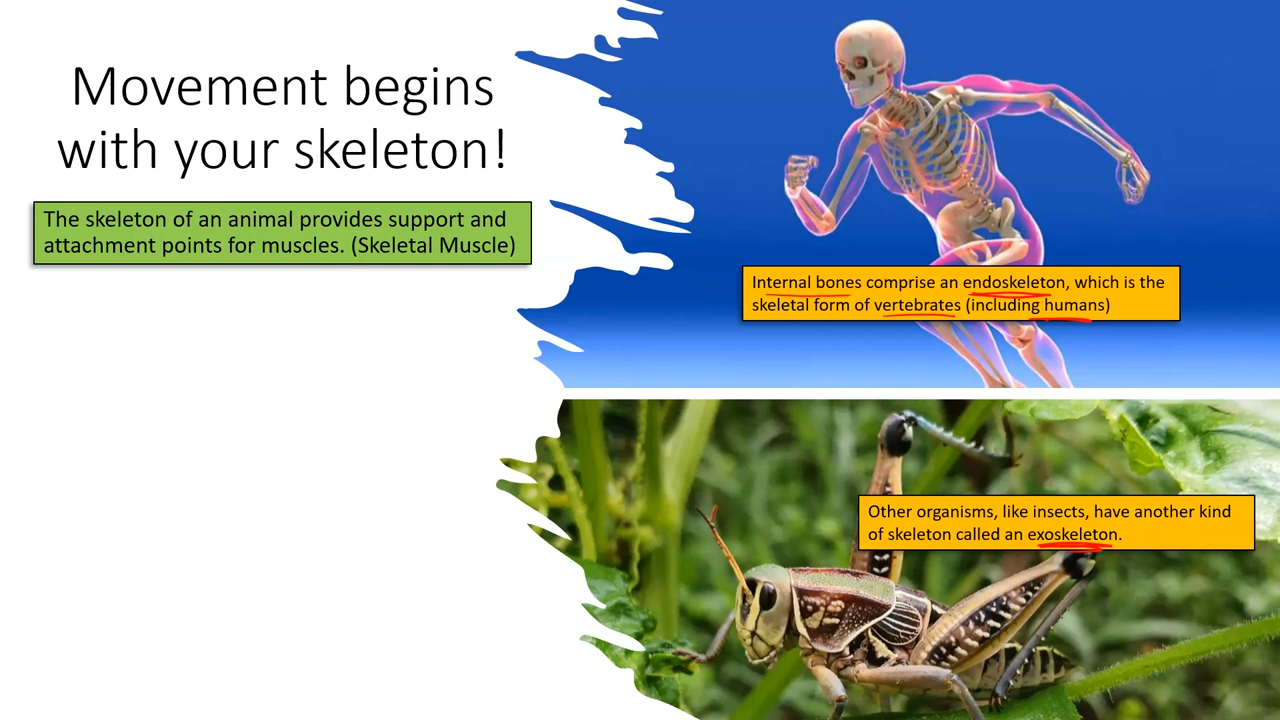 Movement begins
with your skeleton!
The skeleton of an animal provides support and
attachment points for muscles. (Skeletal Muscle)
Internal bones comprise an endoskeleton, which is the
skeletal form of vertebrates (including humans)
Other organisms, like insects, have another kind
of skeleton called an exoskeleton.